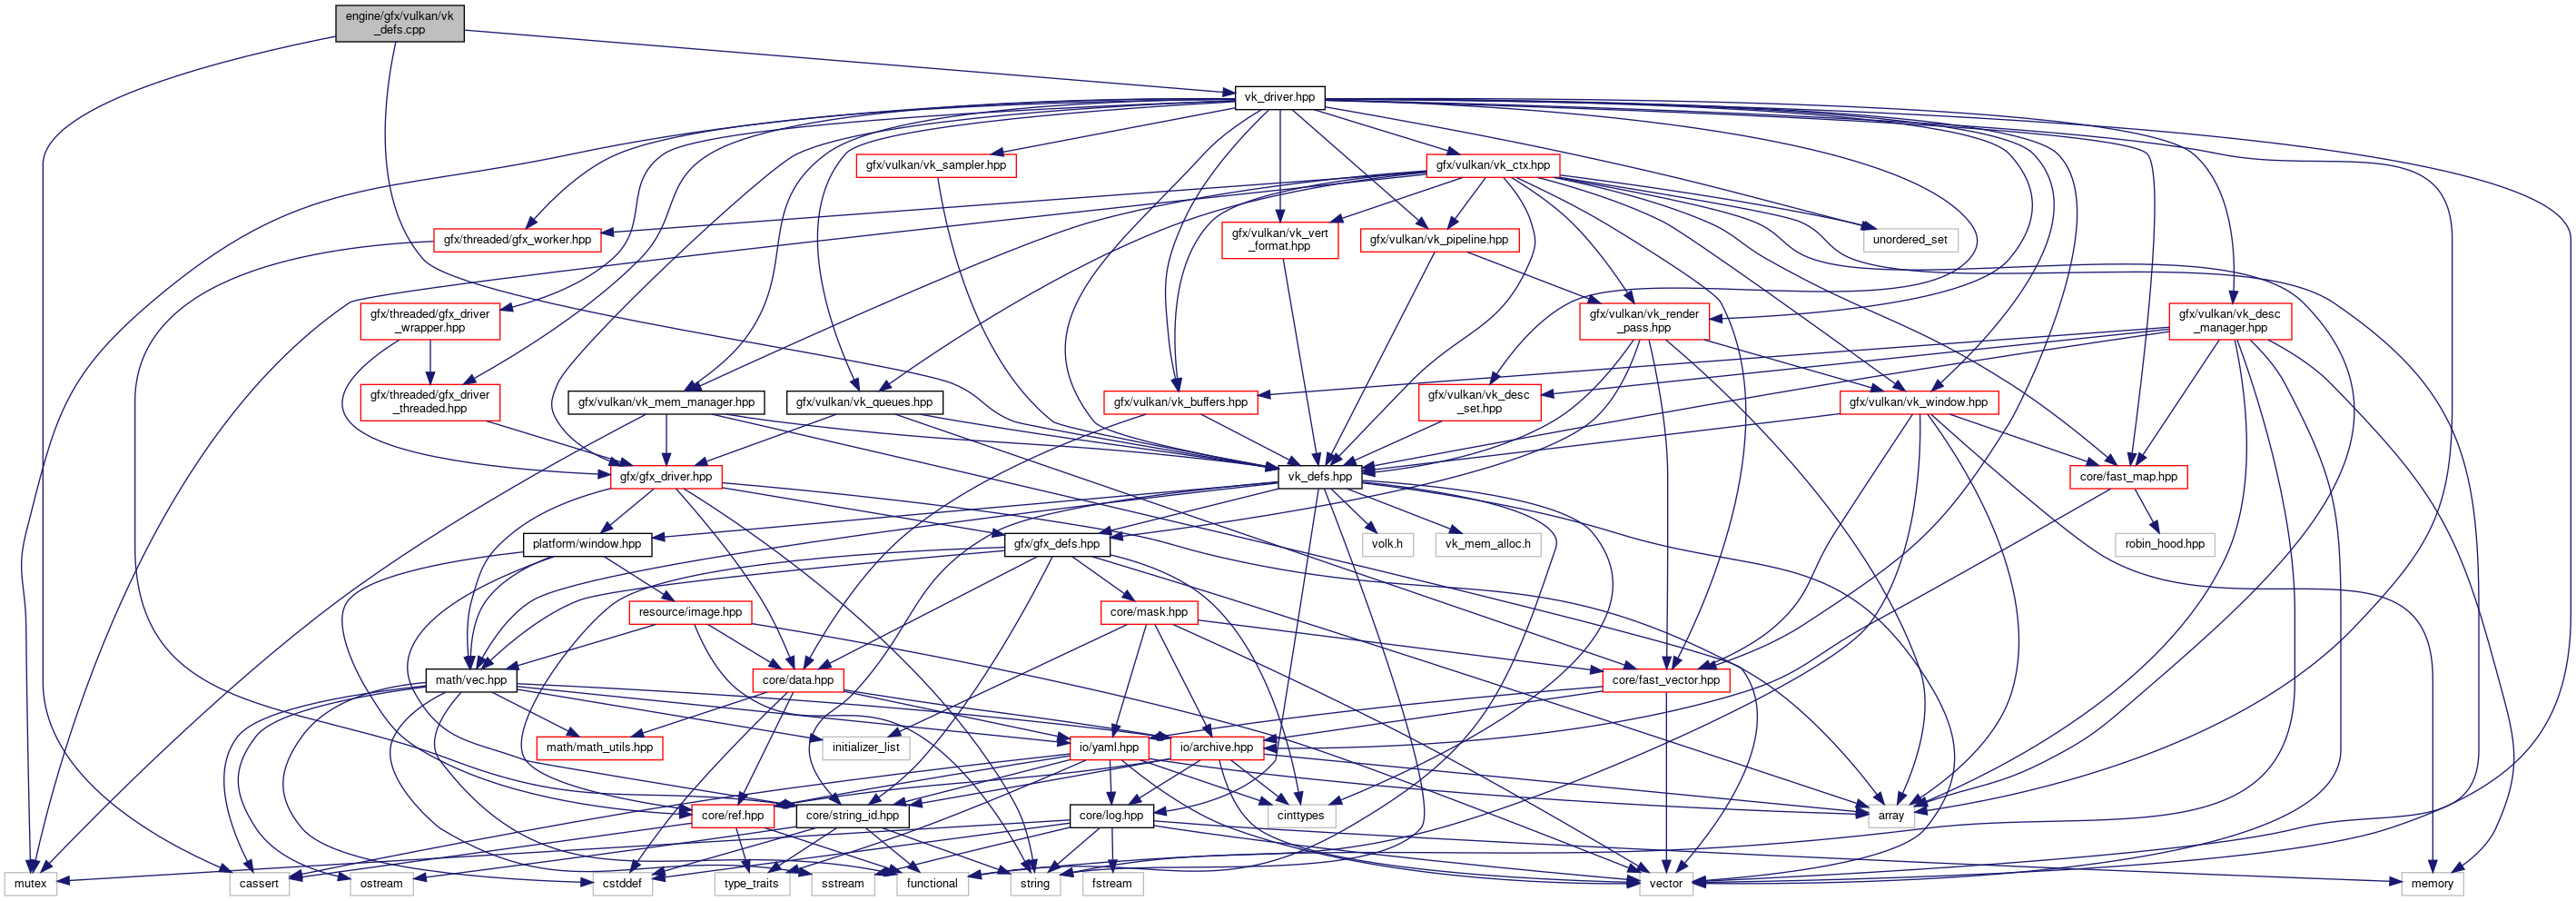 engine/gfx/vulkan/vk
_defs.cpp
vk_driver.hpp
gfx/vulkan/vk_sampler.hpp
gfx/vulkan/vk_ctx.hpp
gfx/threaded/gfx_worker.hpp
gfx/vulkan/vk_vert
_format.hpp
gfx/vulkan/vk_pipeline.hpp
unordered_set
gfx/threaded/gfx_driver
_wrapper.hpp
gfx/vulkan/vk_render
_pass.hpp
gfx/vulkan/vk_desc
_manager.hpp
gfx/threaded/gfx_driver
_threaded.hpp
gfx/vulkan/vk_mem_manager.hpp
gfx/vulkan/vk_queues.hpp
gfx/vulkan/vk_buffers.hpp
gfx/vulkan/vk_desc
_set.hpp
gfx/vulkan/vk_window.hpp
gfx/gfx_driver.hpp
vk_defs.hpp
core/fast_map.hpp
platform/window.hpp
gfx/gfx_defs.hpp
volk.h
vk_mem_alloc.h
robin_hood.hpp
resource/image.hpp
core/mask.hpp
math/vec.hpp
core/data.hpp
core/fast_vector.hpp
math/math_utils.hpp
initializer_list
io/yaml.hpp
io/archive.hpp
core/ref.hpp
core/string_id.hpp
core/log.hpp
cinttypes
array
mutex
cassert
ostream
cstddef
type_traits
sstream
functional
string
fstream
vector
memory